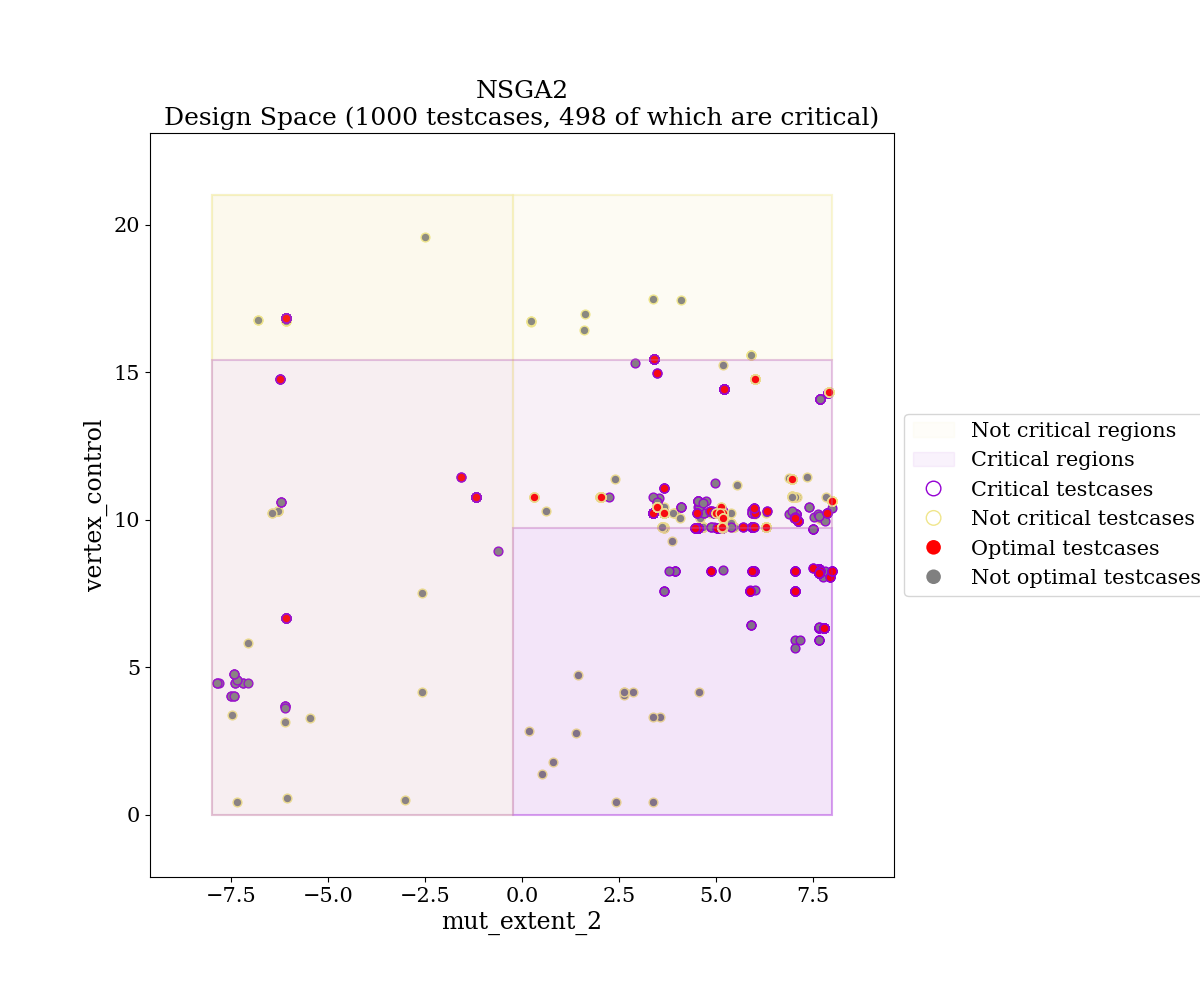 NSGA2
Design Space (1000 testcases, 498 of which are critical)
20
15
10
5
0
vertex_control
−7.5
−5.0
−2.5
0.0
2.5
5.0
7.5
mut_extent_2
Not critical regions
Critical regions
Critical testcases
Not critical testcases
Optimal testcases
Not optimal testcases